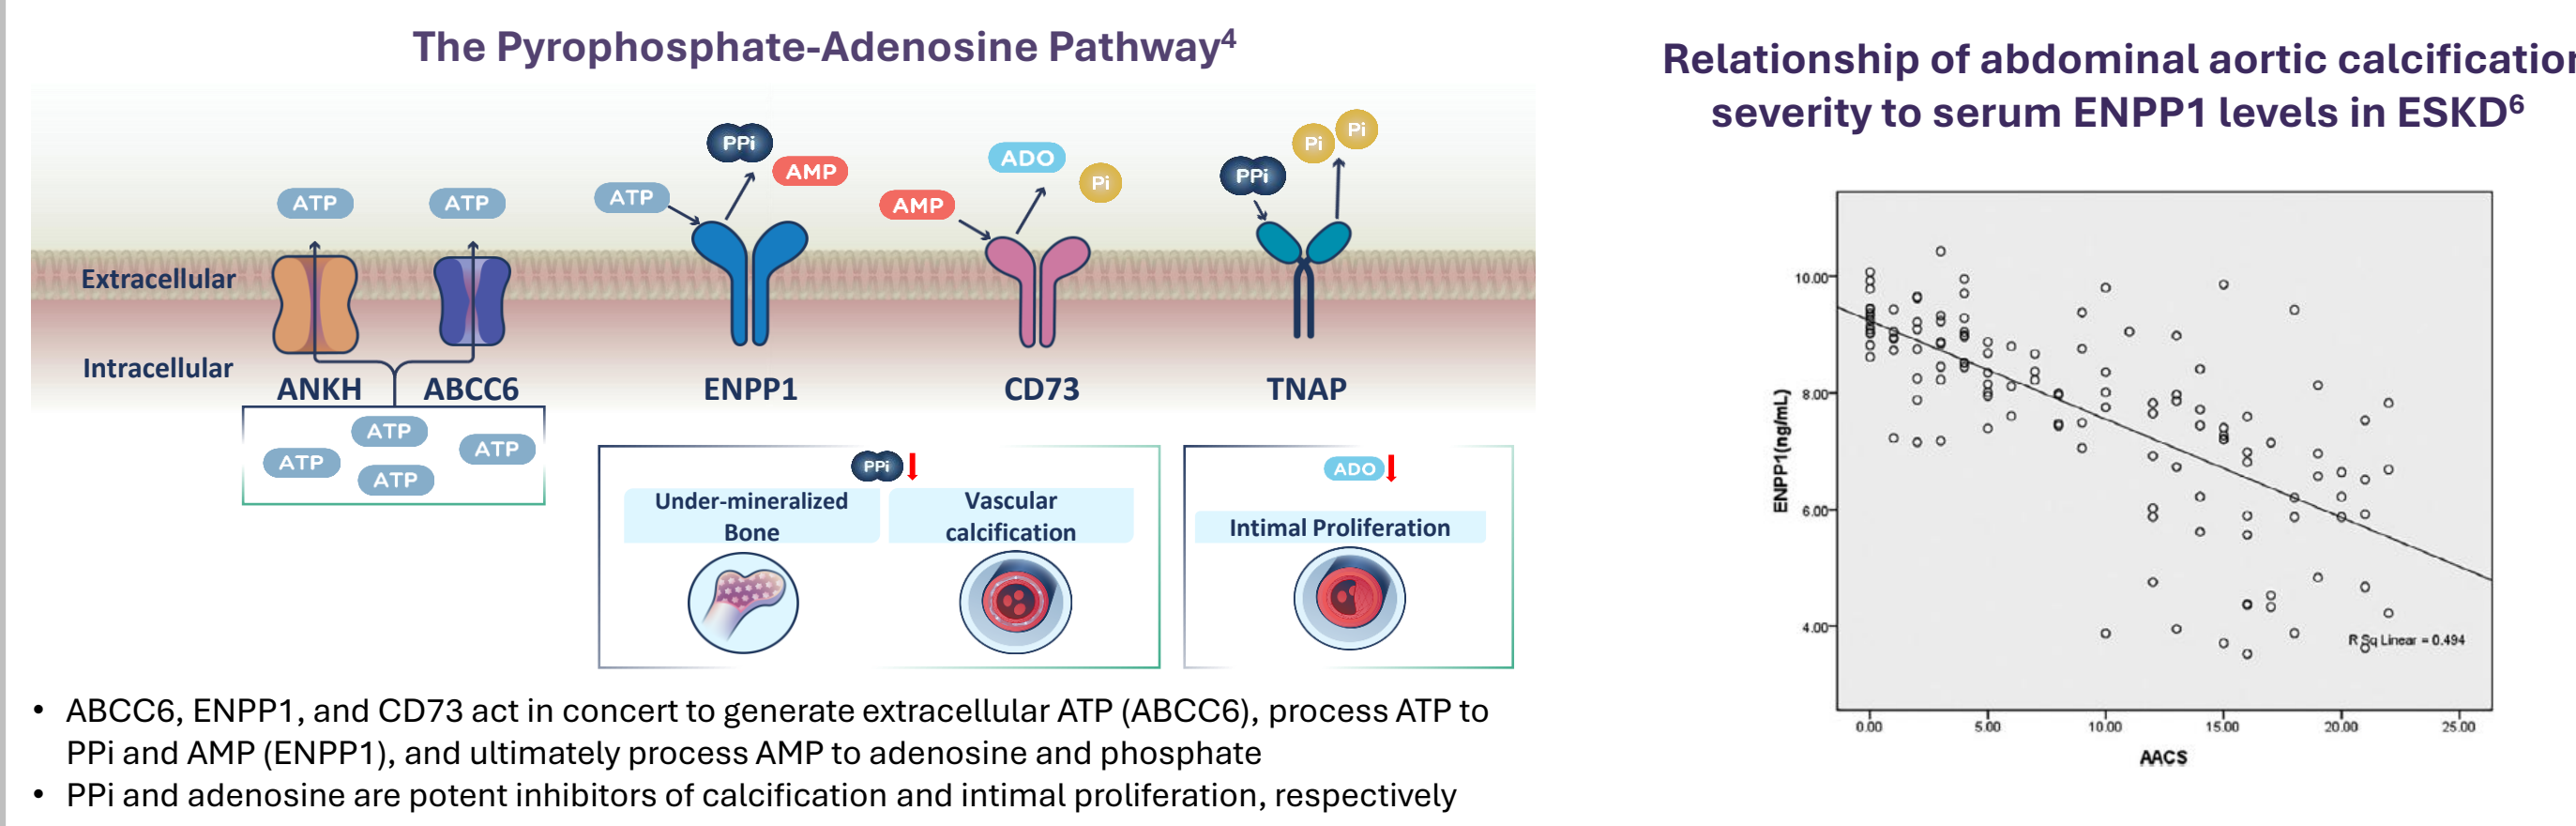 The Pyrophosphate-Adenosine Pathway⁴
PPi
AMP
ATP
ATP
ATP
ADO
Pi
AMP
PPi
Pi
Pi
Extracellular
Intracellular
ANKH
ABCC6
ENPP1
CD73
TNAP
ATP
ATP
ATP
ATP
PPi
Under-mineralized
Bone
Vascular
calcification
ADO
Intimal Proliferation
• ABCC6, ENPP1, and CD73 act in concert to generate extracellular ATP (ABCC6), process ATP to
PPi and AMP (ENPP1), and ultimately process AMP to adenosine and phosphate
• PPi and adenosine are potent inhibitors of calcification and intimal proliferation, respectively
Relationship of abdominal aortic calcification
severity to serum ENPP1 levels in ESKD⁶
ENPP1(ng/mL)
10.00
8.00
6.00
4.00
R Sq Linear = 0.494
0.00
5.00
10.00
15.00
20.00
25.00
AACS